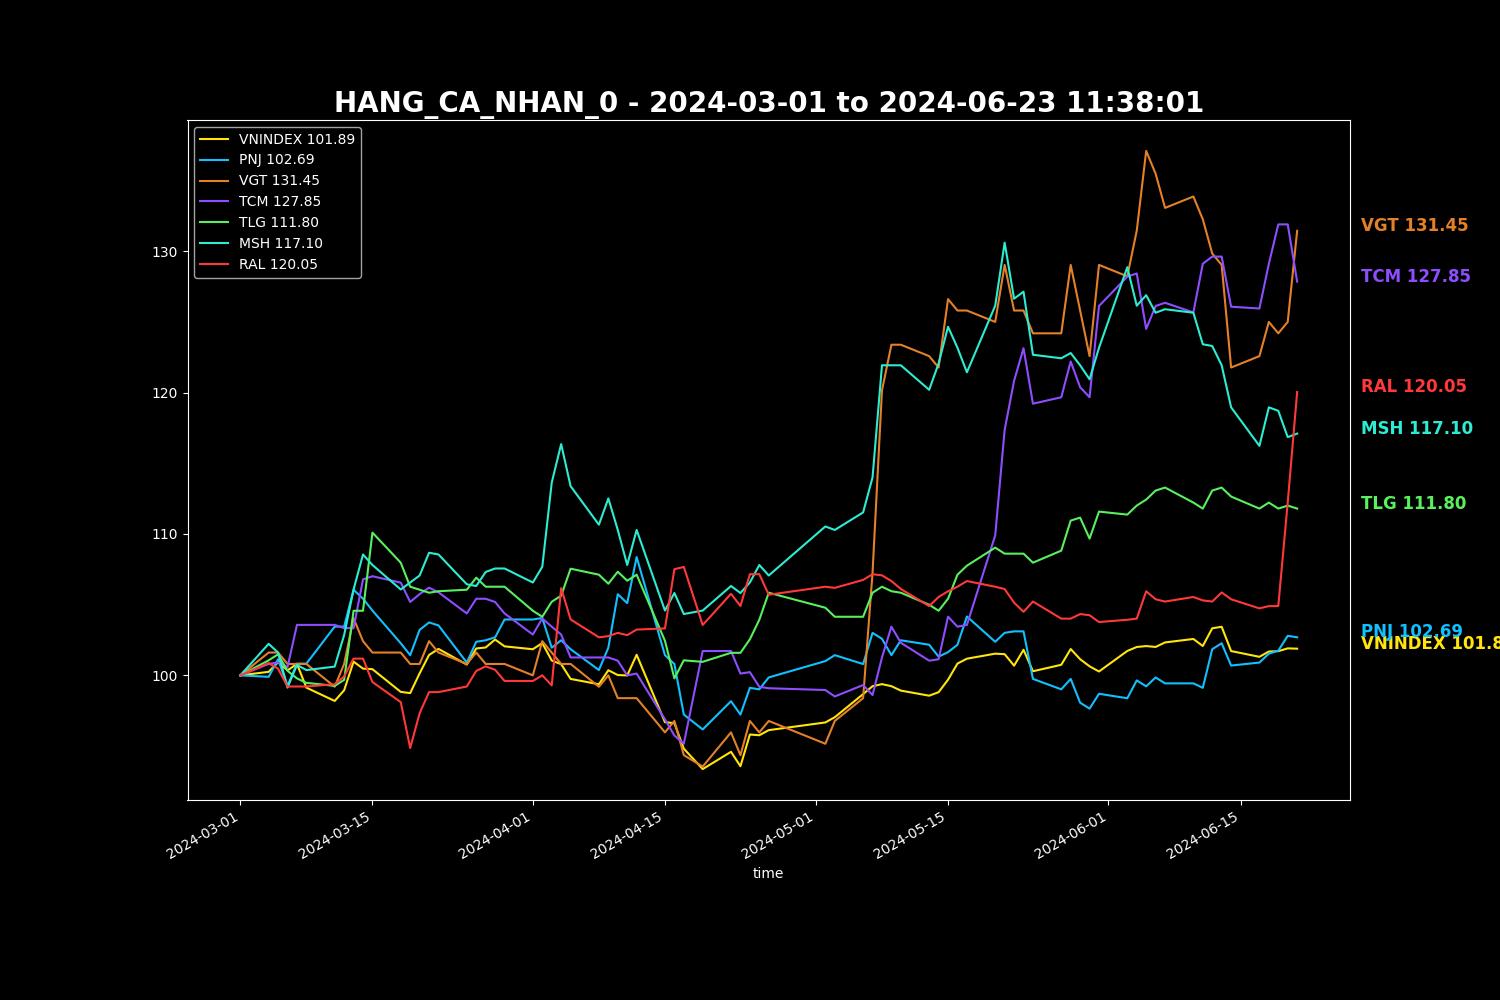 HANG_CA_NHAN_0 - 2024-03-01 to 2024-06-23 11:38:01
VNINDEX 101.89
PNJ 102.69
VGT 131.45
TCM 127.85
TLG 111.80
MSH 117.10
RAL 120.05
130
120
110
100
VGT 131.45
TCM 127.85
RAL 120.05
MSH 117.10
TLG 111.80
PNJ 102.69
VNINDEX 101.8
2024-03-01
2024-03-15
2024-04-01
2024-04-15
2024-05-01
2024-05-15
2024-06-01
2024-06-15
time